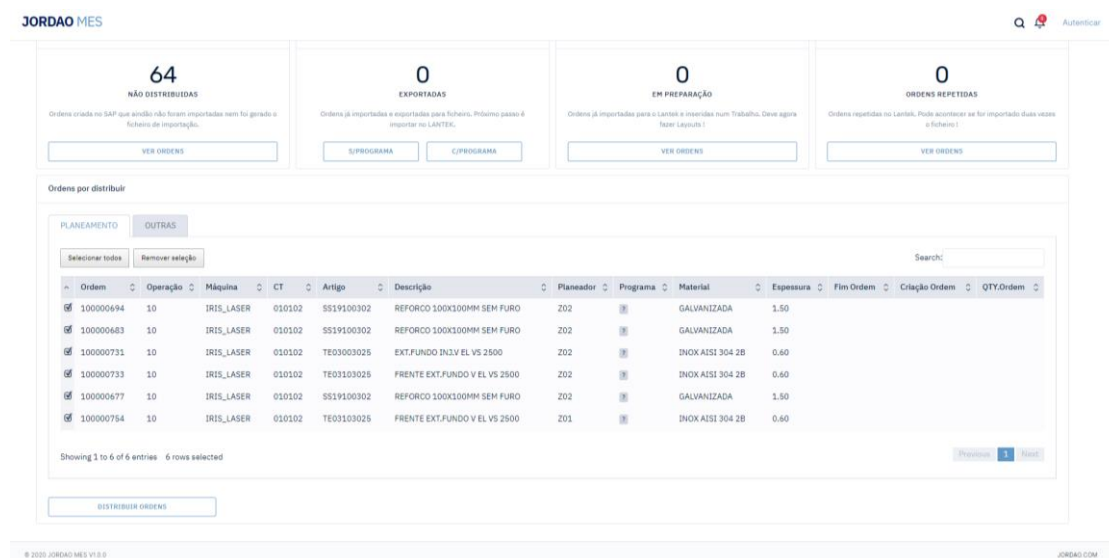 JORDAO MES
Autenticar
64
NÃO DISTRIBUIDAS
Ordens criada no SAP que aindão não foram importadas nem foi gerado o
ficheiro de importação.
VER ORDENS
0
EXPORTADAS
Ordens já importadas e exportadas para ficheiro. Próximo passo é
importar no LANTEK.
S/PROGRAMA C/PROGRAMA
0
EM PREPARAÇÃO
Ordens já importadas para o Lantek e inseridas num Trabalho. Deve agora
fazer Layouts !
VER ORDENS
0
ORDENS REPETIDAS
Ordens repetidas no Lantek. Pode acontecer se for importado duas vezes
o ficheiro !
VER ORDENS
Ordens por distribuir
PLANEAMENTO OUTRAS
Selecionar todos Remover seleção Search:
Ordem Operação Máquina CT Artigo Descrição Planeador Programa Material Espessura Fim Ordem Criação Ordem QTY.Ordem
100000694 10 IRIS_LASER 010102 SS19100302 REFORCO 100X100MM SEM FURO Z02 ? GALVANIZADA 1.50
100000683 10 IRIS_LASER 010102 SS19100302 REFORCO 100X100MM SEM FURO Z02 ? GALVANIZADA 1.50
100000731 10 IRIS_LASER 010102 TE03003025 EXT.FUNDO INJ.V EL VS 2500 Z02 ? INOX AISI 304 2B 0.60
100000733 10 IRIS_LASER 010102 TE03103025 FRENTE EXT.FUNDO V EL VS 2500 Z02 ? INOX AISI 304 2B 0.60
100000677 10 IRIS_LASER 010102 SS19100302 REFORCO 100X100MM SEM FURO Z02 ? GALVANIZADA 1.50
100000754 10 IRIS_LASER 010102 TE03103025 FRENTE EXT.FUNDO V EL VS 2500 Z01 ? INOX AISI 304 2B 0.60
Showing 1 to 6 of 6 entries 6 rows selected
Previous 1 Next
DISTRIBUIR ORDENS
© 2020 JORDAO MES V1.0.0 JORDAO.COM